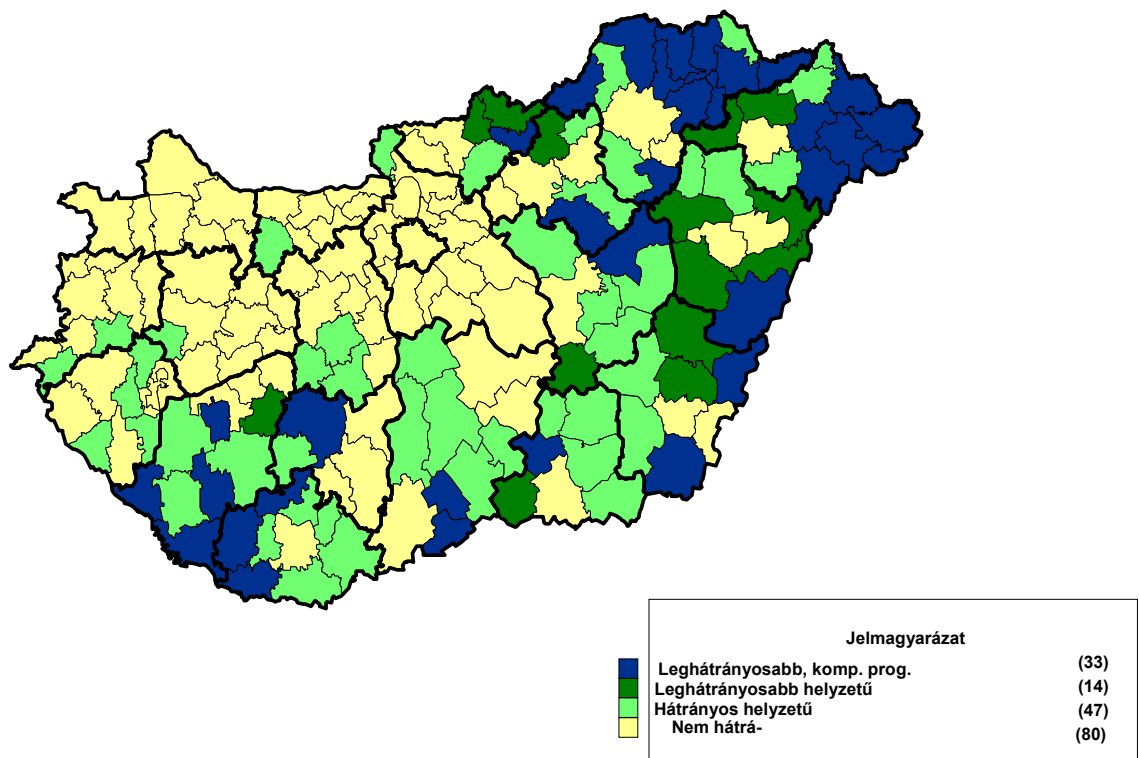 Jelmagyarázat
Leghátrányosabb, komp. prog. (33)
Leghátrányosabb helyzetű (14)
Hátrányos helyzetű (47)
Nem hátrá- (80)